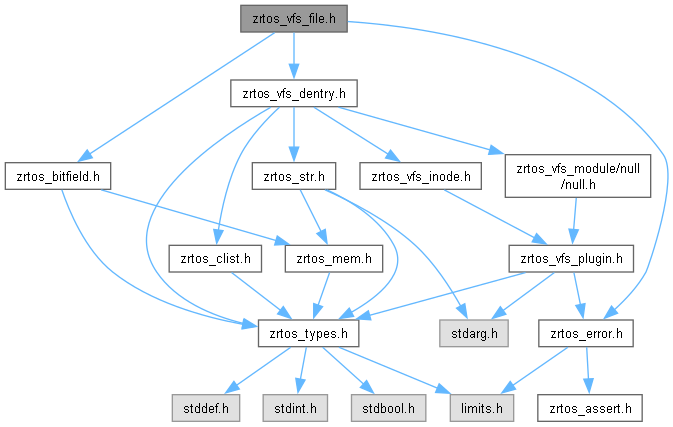 zrtos_vfs_file.h
zrtos_vfs_dentry.h
zrtos_bitfield.h
zrtos_str.h
zrtos_vfs_inode.h
zrtos_vfs_module/null
/null.h
zrtos_clist.h
zrtos_mem.h
zrtos_vfs_plugin.h
zrtos_types.h
stdarg.h
zrtos_error.h
stddef.h
stdint.h
stdbool.h
limits.h
zrtos_assert.h